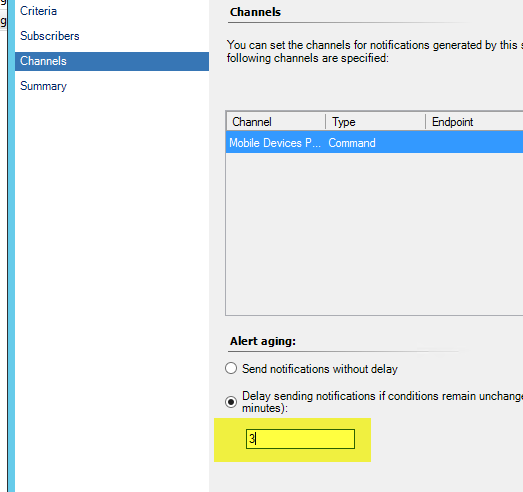 Criteria
Subscribers
Channels
Summary
Channels
You can set the channels for notifications generated by this
following channels are specified:
Channel Type Endpoint
Mobile Devices P... Command
Alert aging:
Send notifications without delay
Delay sending notifications if conditions remain unchange
minutes):
3